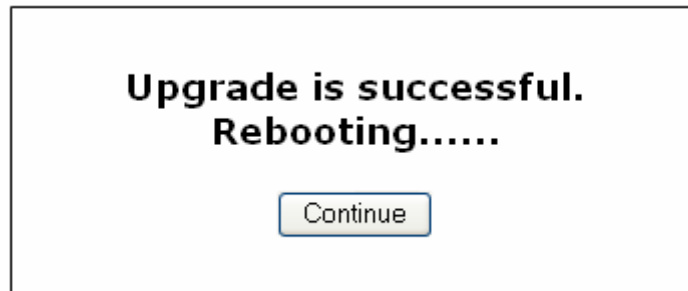 Upgrade is successful.
Rebooting......
Continue